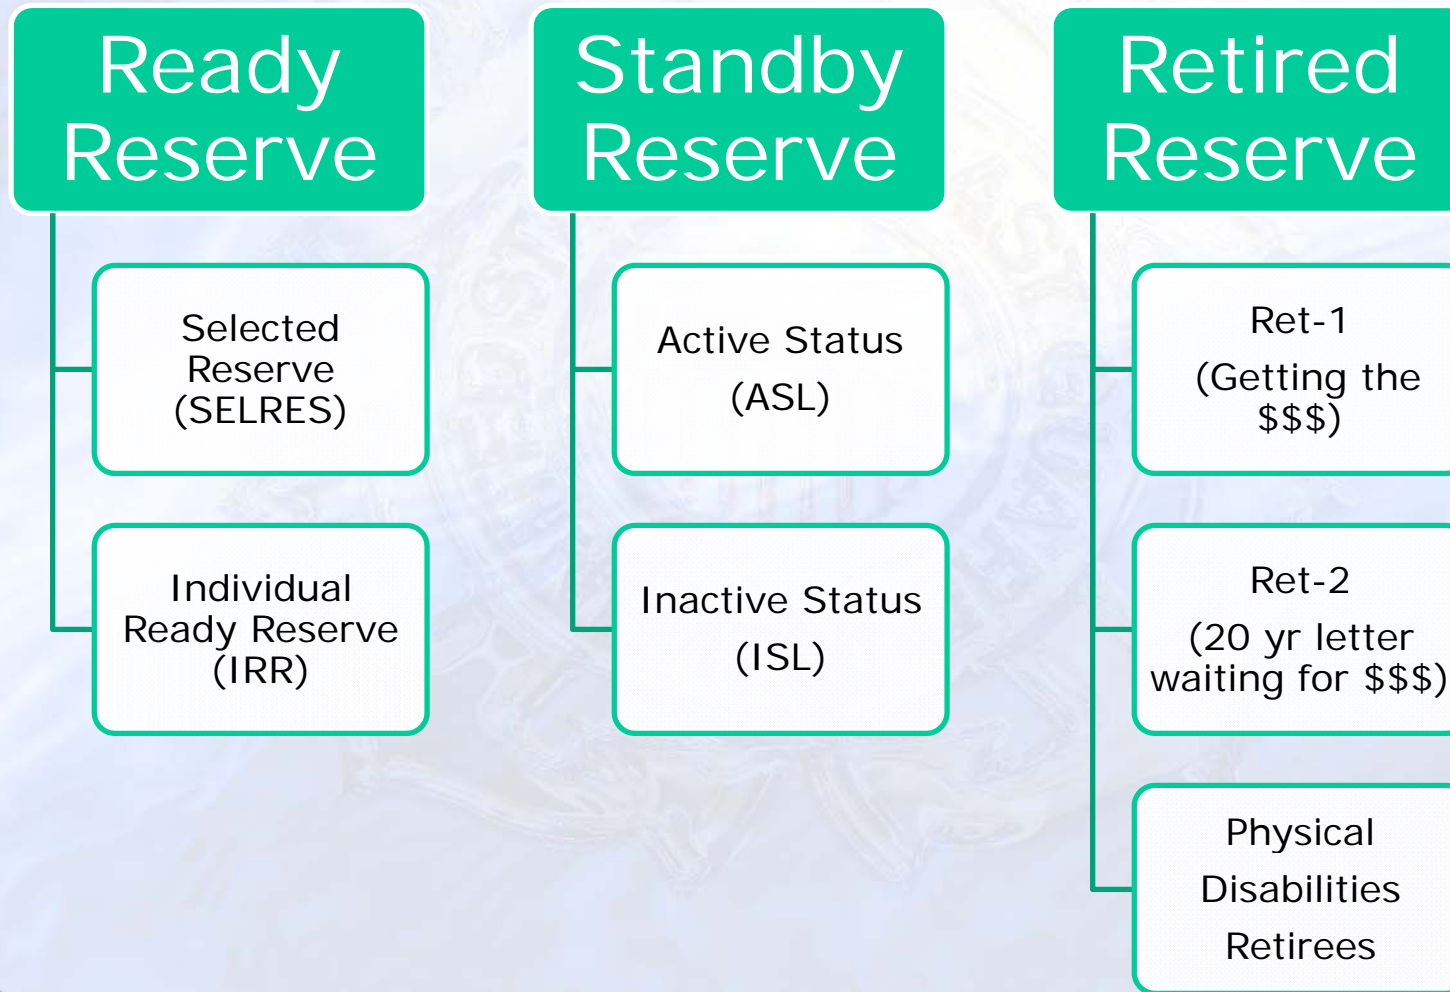 Ready
Reserve
Selected
Reserve
(SELRES)
Individual
Ready Reserve
(IRR)
Standby
Reserve
Active Status
(ASL)
Inactive Status
(ISL)
Retired
Reserve
Ret-1
(Getting the
$$$)
Ret-2
(20 yr letter
waiting for $$$)
Physical
Disabilities
Retirees